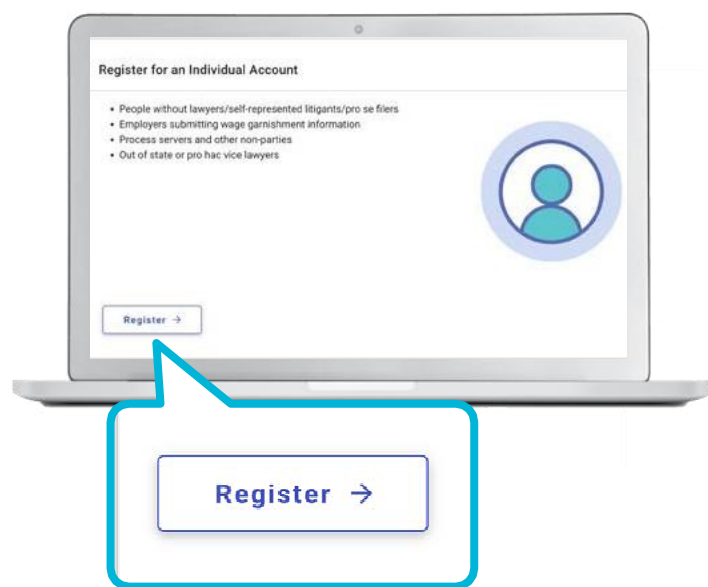 Register for an Individual Account
• People without lawyers/self-represented litigants/pro se filers
• Employers submitting wage garnishment information
• Process servers and other non-parties
• Out of state or pro hac vice lawyers
Register →
Register →